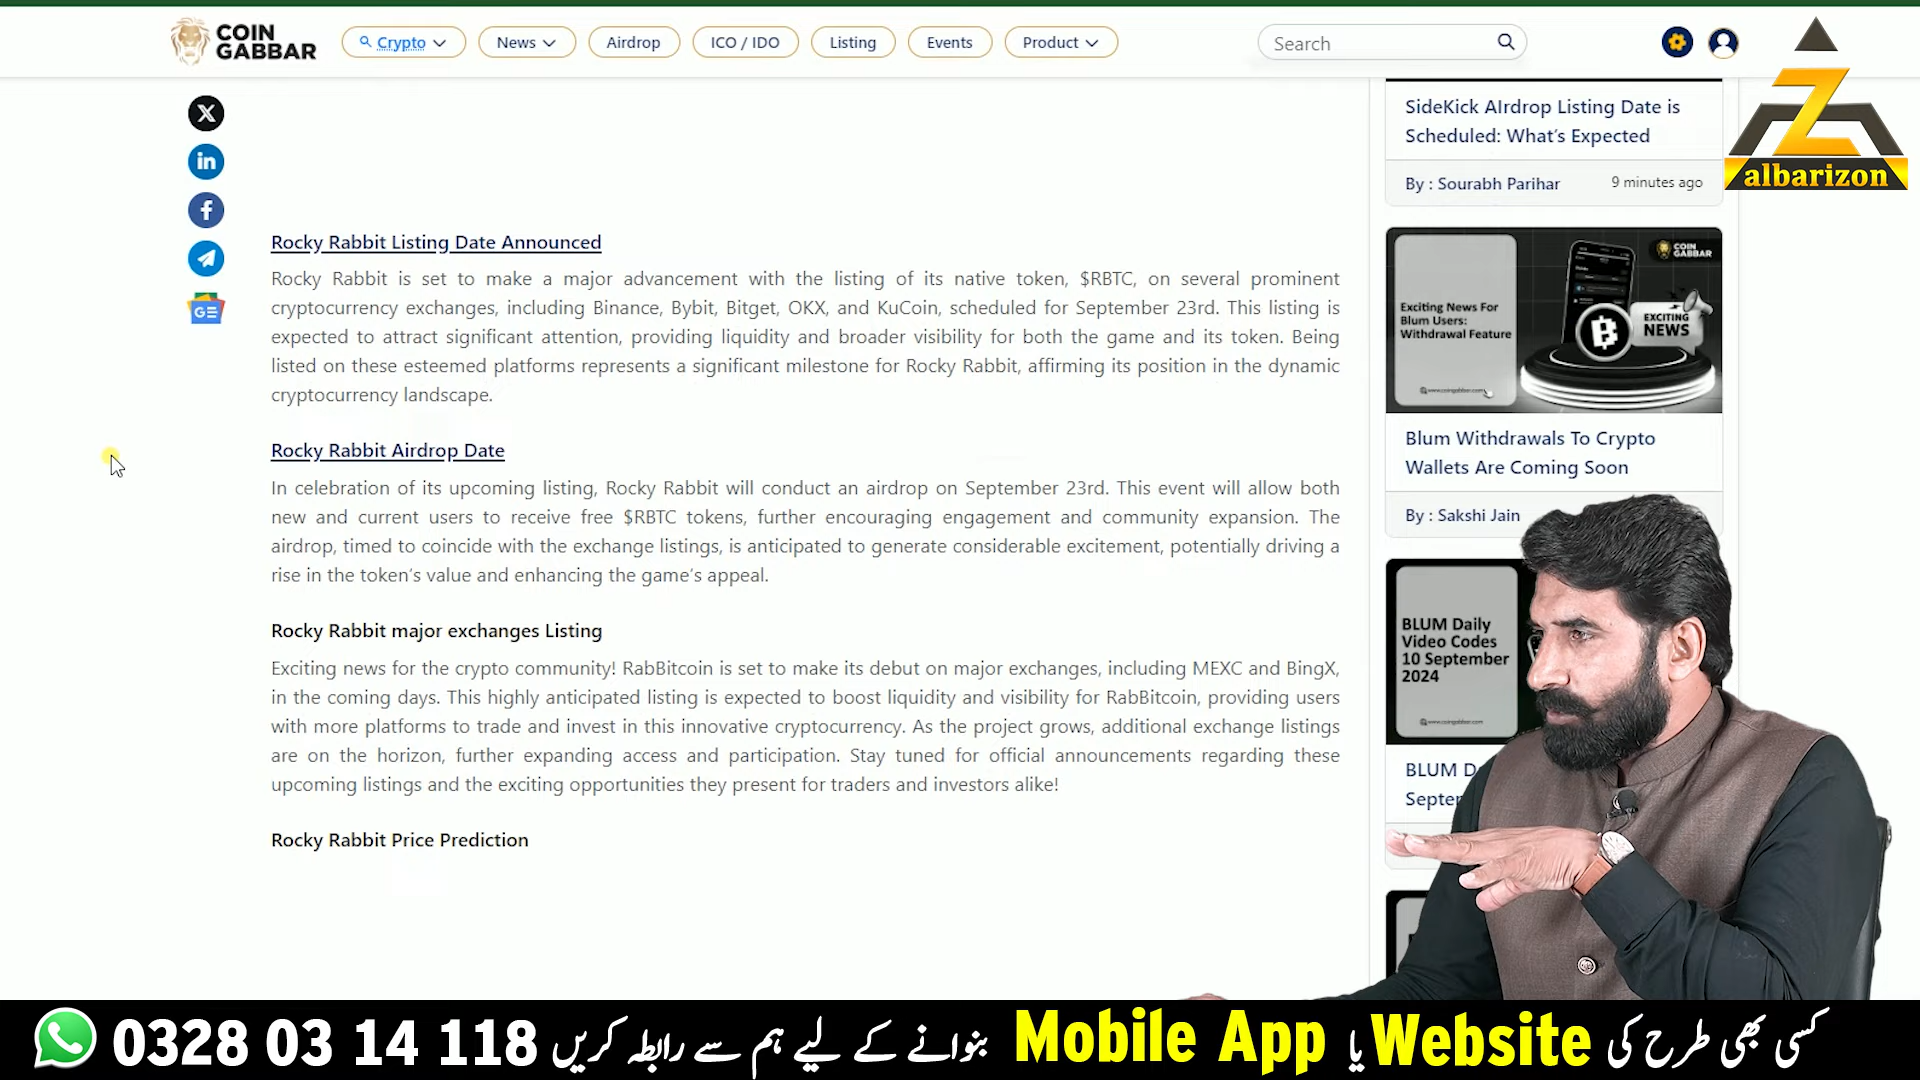 COIN GABBAR
Crypto
News
Airdrop
ICO / IDO
Listing
Events
Product
Search
albarizon
SideKick AIrdrop Listing Date is
Scheduled: What's Expected
By : Sourabh Parihar
9 minutes ago
Rocky Rabbit Listing Date Announced
Rocky Rabbit is set to make a major advancement with the listing of its native token, $RBTC, on several prominent
cryptocurrency exchanges, including Binance, Bybit, Bitget, OKX, and KuCoin, scheduled for September 23rd. This listing is
expected to attract significant attention, providing liquidity and broader visibility for both the game and its token. Being
listed on these esteemed platforms represents a significant milestone for Rocky Rabbit, affirming its position in the dynamic
cryptocurrency landscape.
Rocky Rabbit Airdrop Date
In celebration of its upcoming listing, Rocky Rabbit will conduct an airdrop on September 23rd. This event will allow both
new and current users to receive free $RBTC tokens, further encouraging engagement and community expansion. The
airdrop, timed to coincide with the exchange listings, is anticipated to generate considerable excitement, potentially driving a
rise in the token's value and enhancing the game's appeal.
Rocky Rabbit major exchanges Listing
Exciting news for the crypto community! RabBitcoin is set to make its debut on major exchanges, including MEXC and BingX,
in the coming days. This highly anticipated listing is expected to boost liquidity and visibility for RabBitcoin, providing users
with more platforms to trade and invest in this innovative cryptocurrency. As the project grows, additional exchange listings
are on the horizon, further expanding access and participation. Stay tuned for official announcements regarding these
upcoming listings and the exciting opportunities they present for traders and investors alike!
Rocky Rabbit Price Prediction
COIN GABBAR
Exciting News For
Blum Users:
Withdrawal Feature
EXCITING
NEWS
www.coingabbar.com
Blum Withdrawals To Crypto
Wallets Are Coming Soon
By : Sakshi Jain
BLUM Daily
Video Codes
10 September
2024
www.coingabbar.com
BLUM
کسی بھی طرح کی Website یا Mobile App بنوانے کے لیے ہم سے رابطہ کریں 0328 03 14 118